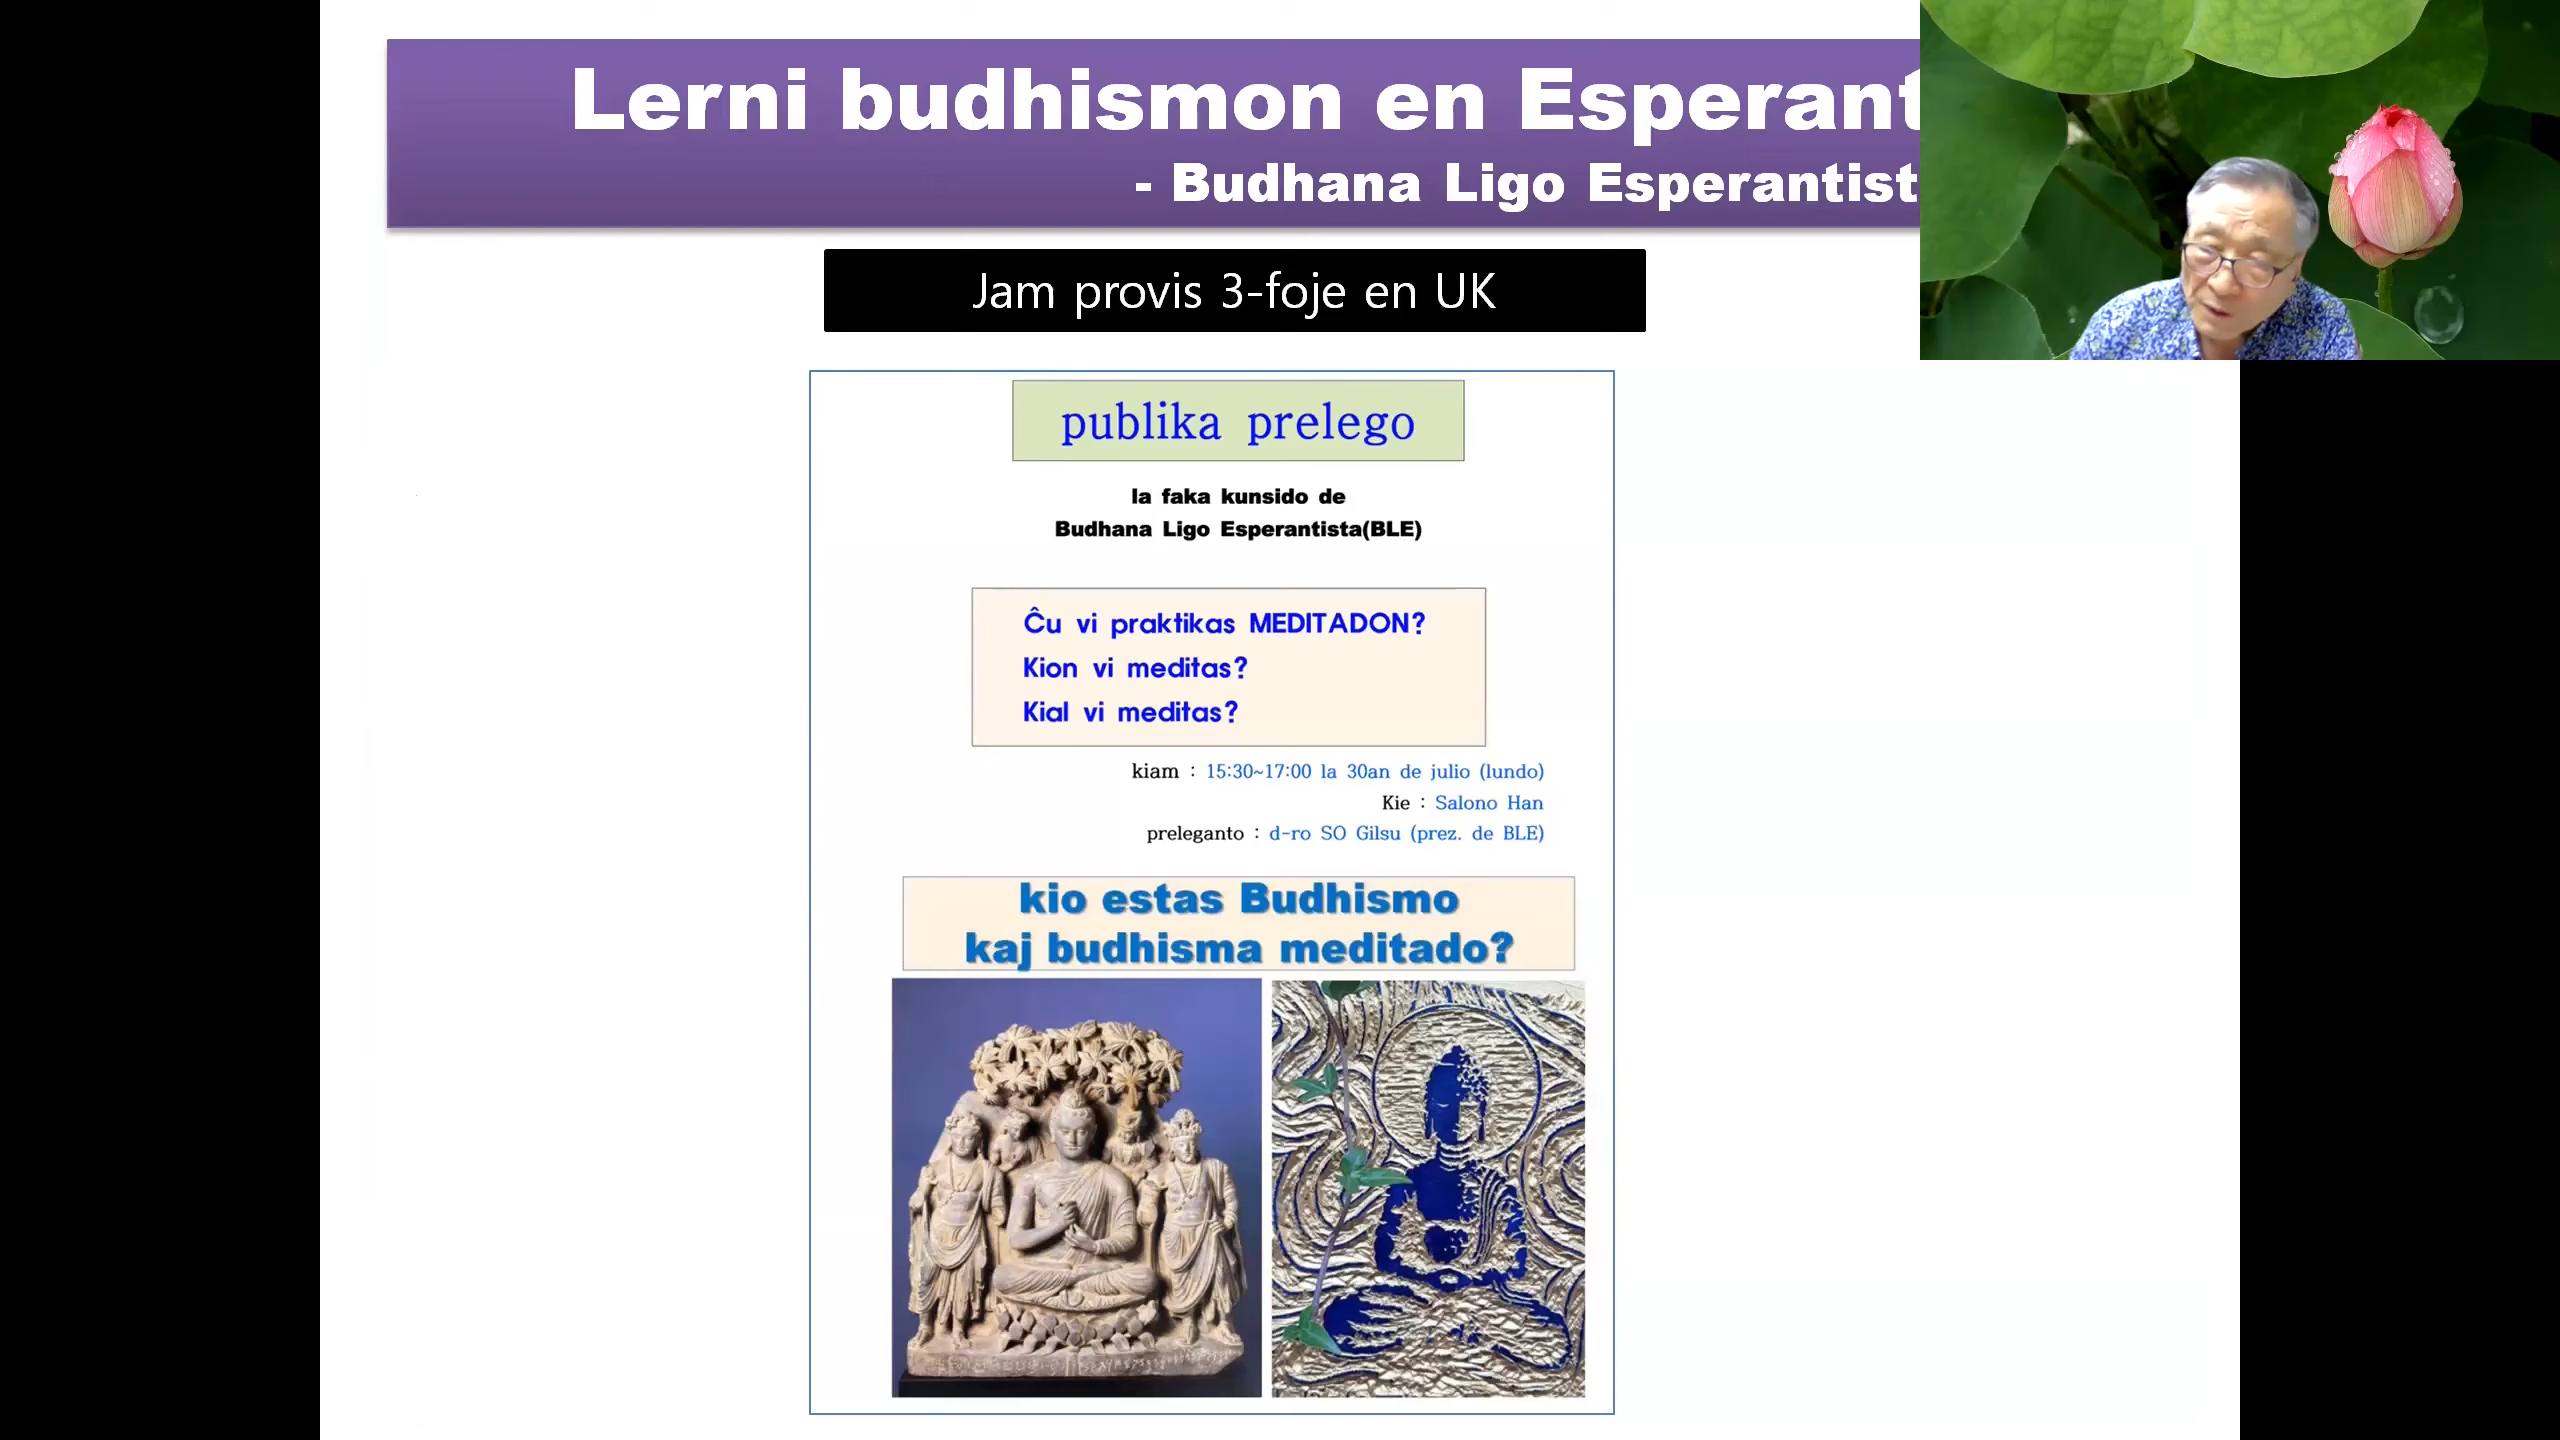 Lerni budhismon en Esperant
- Budhana Ligo Esperantist
Jam provis 3-foje en UK
publika prelego
la faka kunsido de
Budhana Ligo Esperantista(BLE)
Ĉu vi praktikas MEDITADON?
Kion vi meditas?
Kial vi meditas?
kiam : 15:30~17:00 la 30an de julio (lundo)
Kie : Salono Han
preleganto : d-ro SO Gilsu (prez. de BLE)
kio estas Budhismo
kaj budhisma meditado?